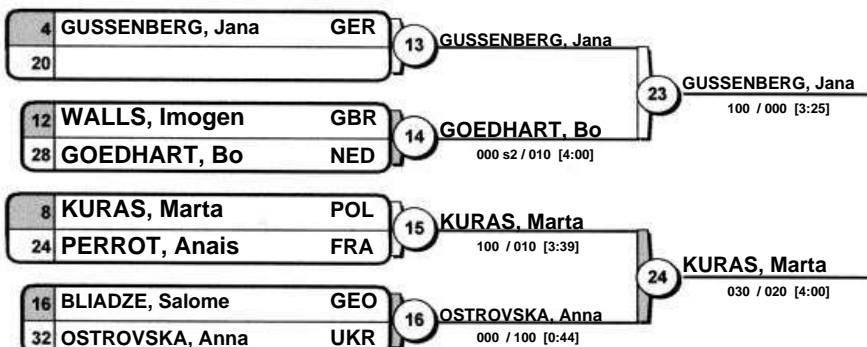 4 GUSSENBERG, Jana GER
20
13 GUSSENBERG, Jana
12 WALLS, Imogen GBR
28 GOEDHART, Bo NED
14 GOEDHART, Bo
000 s2 / 010 [4:00]
23 GUSSENBERG, Jana
100 / 000 [3:25]
8 KURAS, Marta POL
24 PERROT, Anais FRA
15 KURAS, Marta
100 / 010 [3:39]
16 BLIADZE, Salome GEO
32 OSTROVSKA, Anna UKR
16 OSTROVSKA, Anna
000 / 100 [0:44]
24 KURAS, Marta
030 / 020 [4:00]